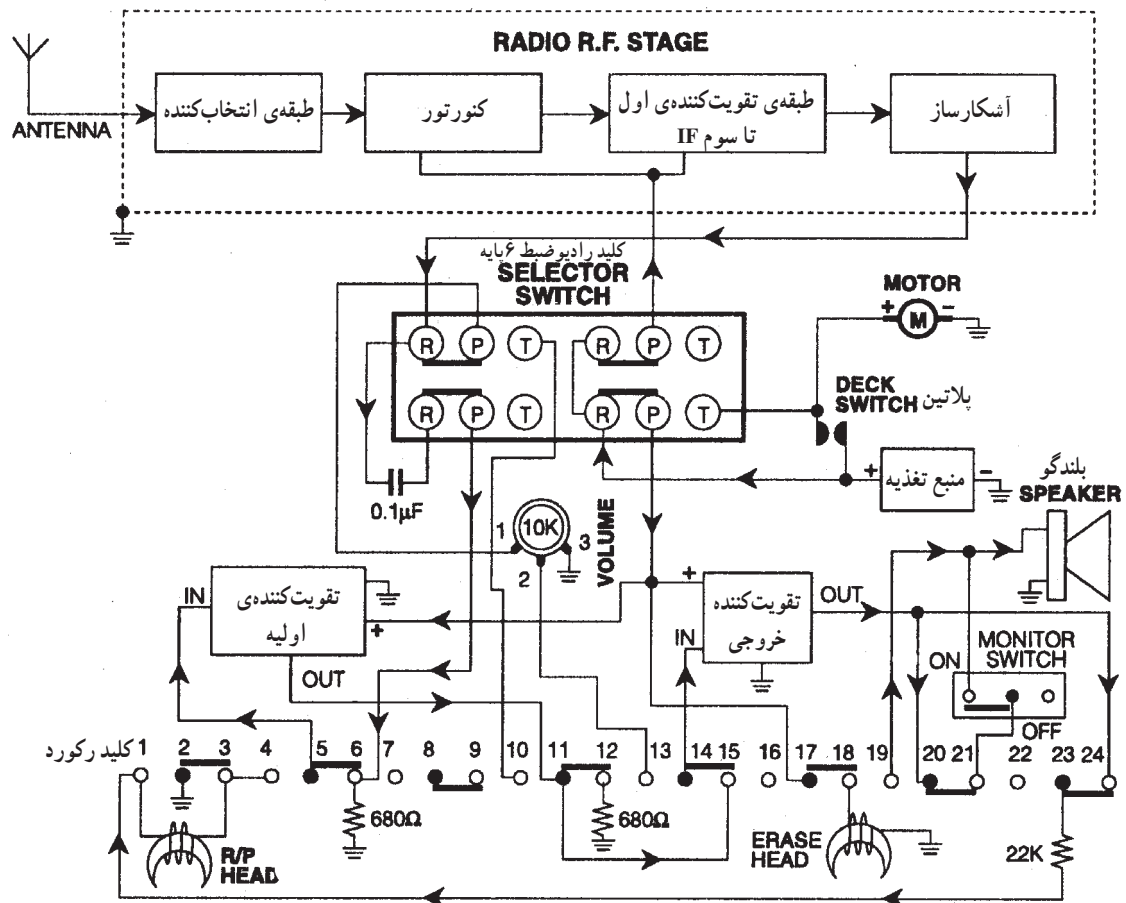 RADIO R.F. STAGE
ANTENNA
طبقه‌ی انتخاب‌کننده
کنورتور
طبقه‌ی تقویت‌کننده‌ی اول
تا سوم IF
آشکارساز
کلید رادیو ضبط ۶ پایه
SELECTOR
SWITCH
MOTOR
+ M -
R P T R P T
DECK
SWITCH پلاتین
R P T R P T
0.1µF
+ منبع تغذیه -
بلندگو
SPEAKER
1 10K 3
2
VOLUME
IN تقویت‌کننده‌ی
اولیه
+
OUT
+ تقویت‌کننده
خروجی
IN
OUT
MONITOR
SWITCH
ON
OFF
کلید رکورد 1 2 3 4 5 6 7 8 9 10 11 12 13 14 15 16 17 18 19 20 21 22 23 24
680Ω
680Ω
R/P
HEAD
ERASE
HEAD
22K